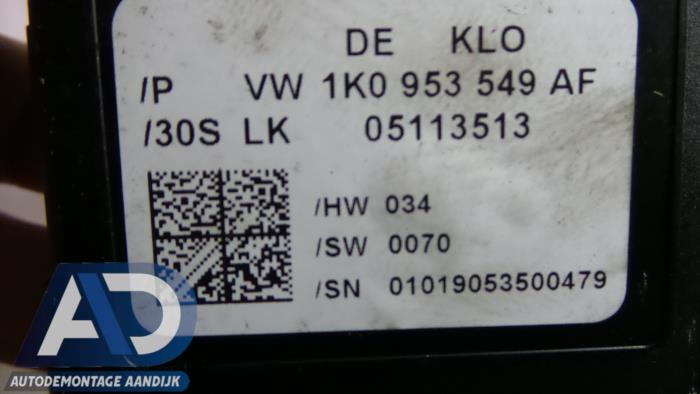 DE KLO
/P VW 1K0 953 549 AF
/30S LK 05113513
/HW 034
/SW 0070
/SN 01019053500479
AD
AUTODEMONTAGE AANDIJK